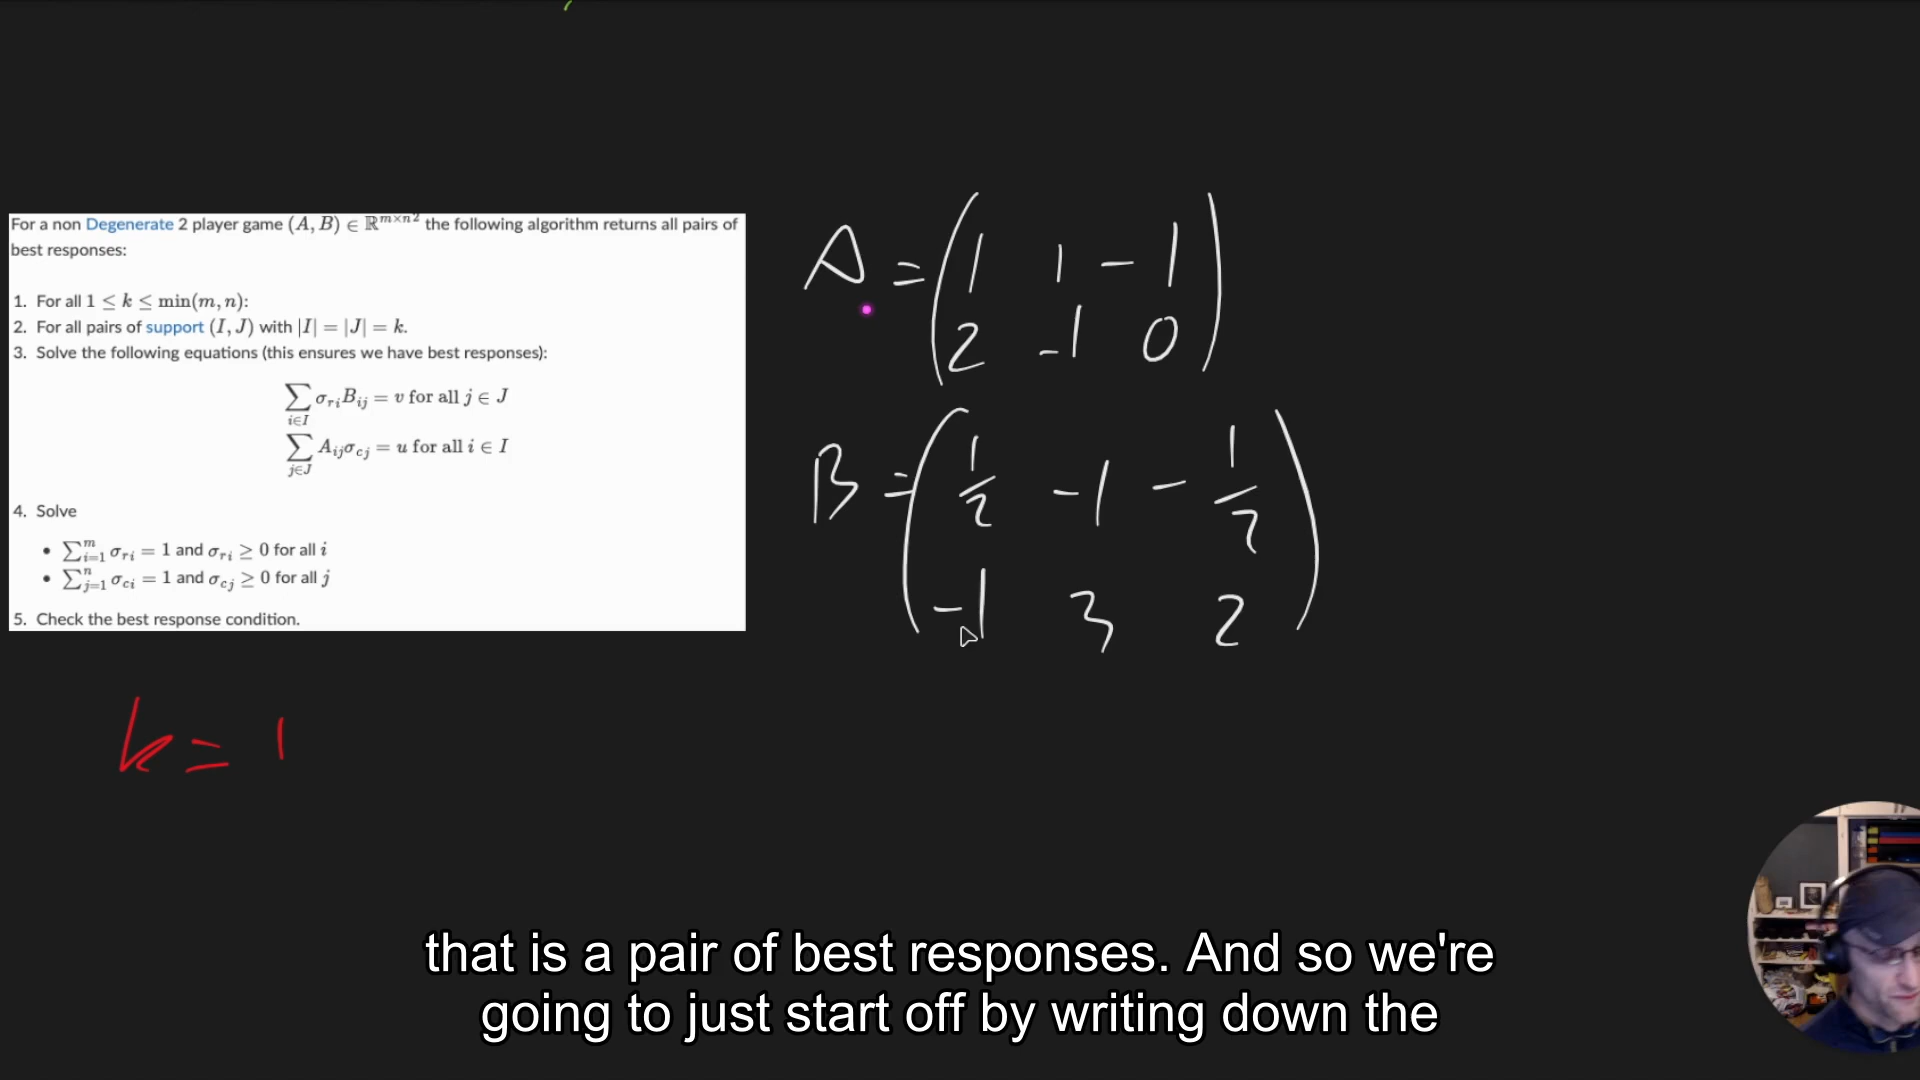 For a non Degenerate 2 player game (A, B) ∈ ℝ^{m×n^2} the following algorithm returns all pairs of
best responses:
1. For all 1 ≤ k ≤ min(m, n):
2. For all pairs of support (I, J) with |I| = |J| = k.
3. Solve the following equations (this ensures we have best responses):
∑_{i∈I} σ_{ri}B_{ij} = v for all j ∈ J
∑_{j∈J} A_{ij}σ_{cj} = u for all i ∈ I
4. Solve
• ∑_{i=1}^{m} σ_{ri} = 1 and σ_{ri} ≥ 0 for all i
• ∑_{j=1}^{n} σ_{ci} = 1 and σ_{cj} ≥ 0 for all j
5. Check the best response condition.
A = ( 1 1 -1
2 -1 0 )
B = ( 1/2 -1 -1/2
-1 3 2 )
k = 1
that is a pair of best responses. And so we're
going to just start off by writing down the